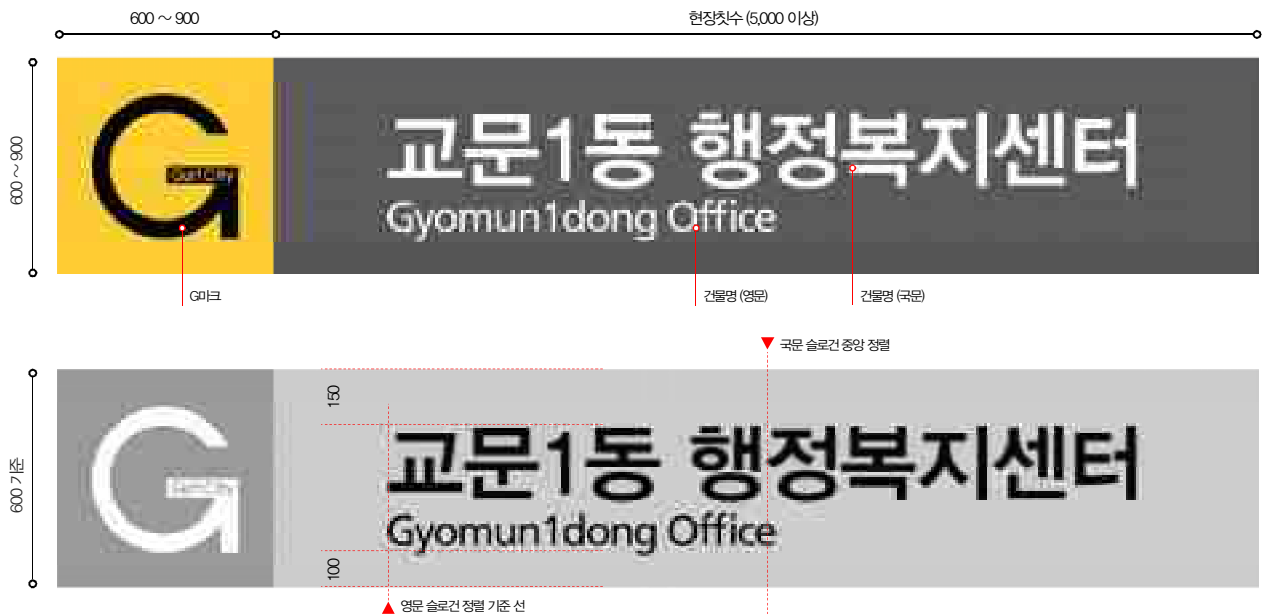 600 ～ 900
현장칫수 (5,000 이상)
600 ～ 900
Guri City
교문1동 행정복지센터
Gyomun1dong Office
G마크
건물명 (영문)
건물명 (국문)
국문 슬로건 중앙 정렬
600 기준
150
교문1동 행정복지센터
Gyomun1dong Office
100
영문 슬로건 정렬 기준 선